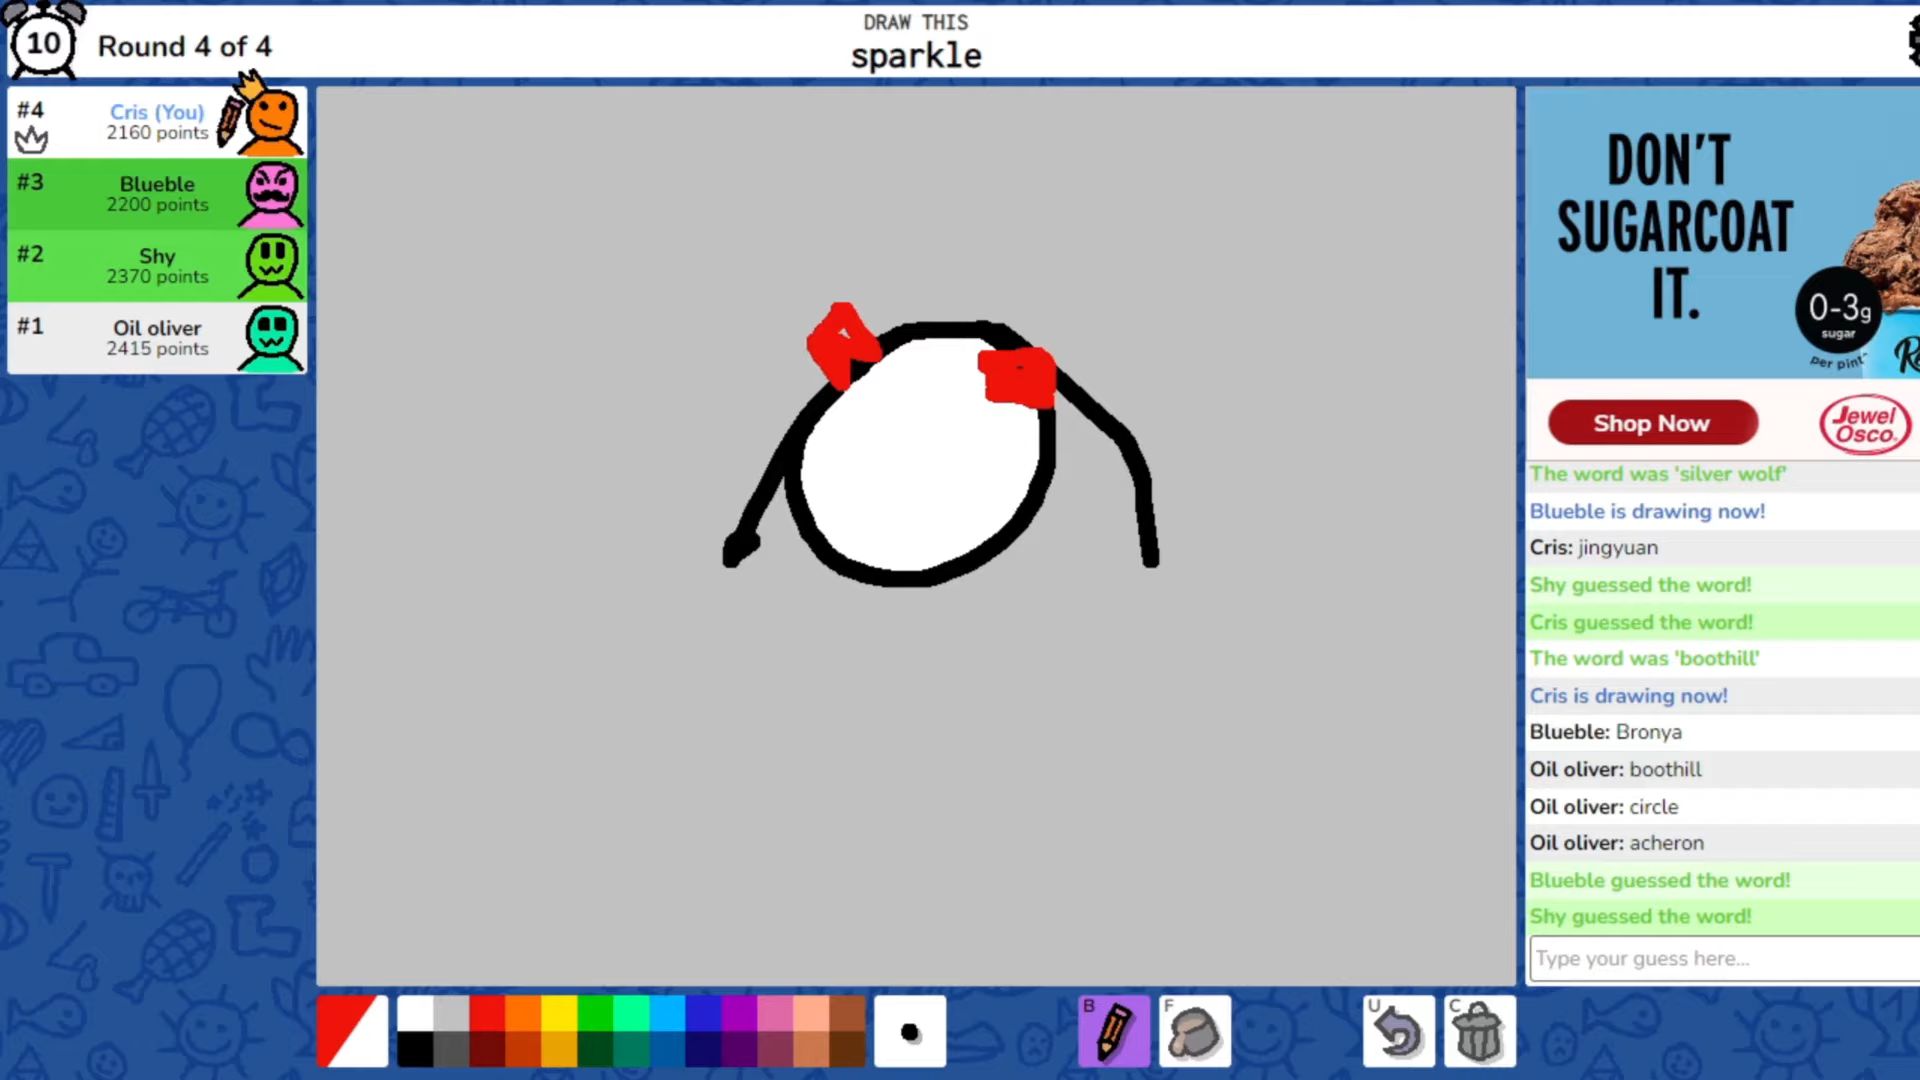 10
Round 4 of 4
DRAW THIS
sparkle
#4
Cris (You)
2160 points
#3
Blueble
2200 points
#2
Shy
2370 points
#1
Oil oliver
2415 points
DON'T
SUGARCOAT
IT.
0-3g
sugar
per pint^
Shop Now
Jewel
Osco.
The word was 'silver wolf'
Blueble is drawing now!
Cris: jingyuan
Shy guessed the word!
Cris guessed the word!
The word was 'boothill'
Cris is drawing now!
Blueble: Bronya
Oil oliver: boothill
Oil oliver: circle
Oil oliver: acheron
Blueble guessed the word!
Shy guessed the word!
Type your guess here...
B
F
U
C